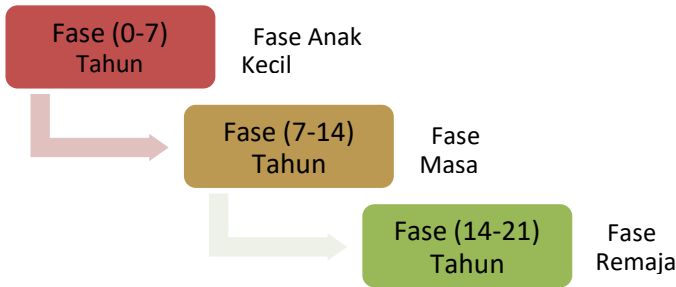 Fase (0-7)
Tahun
Fase Anak
Kecil
Fase (7-14)
Tahun
Fase
Masa
Fase (14-21)
Tahun
Fase
Remaja